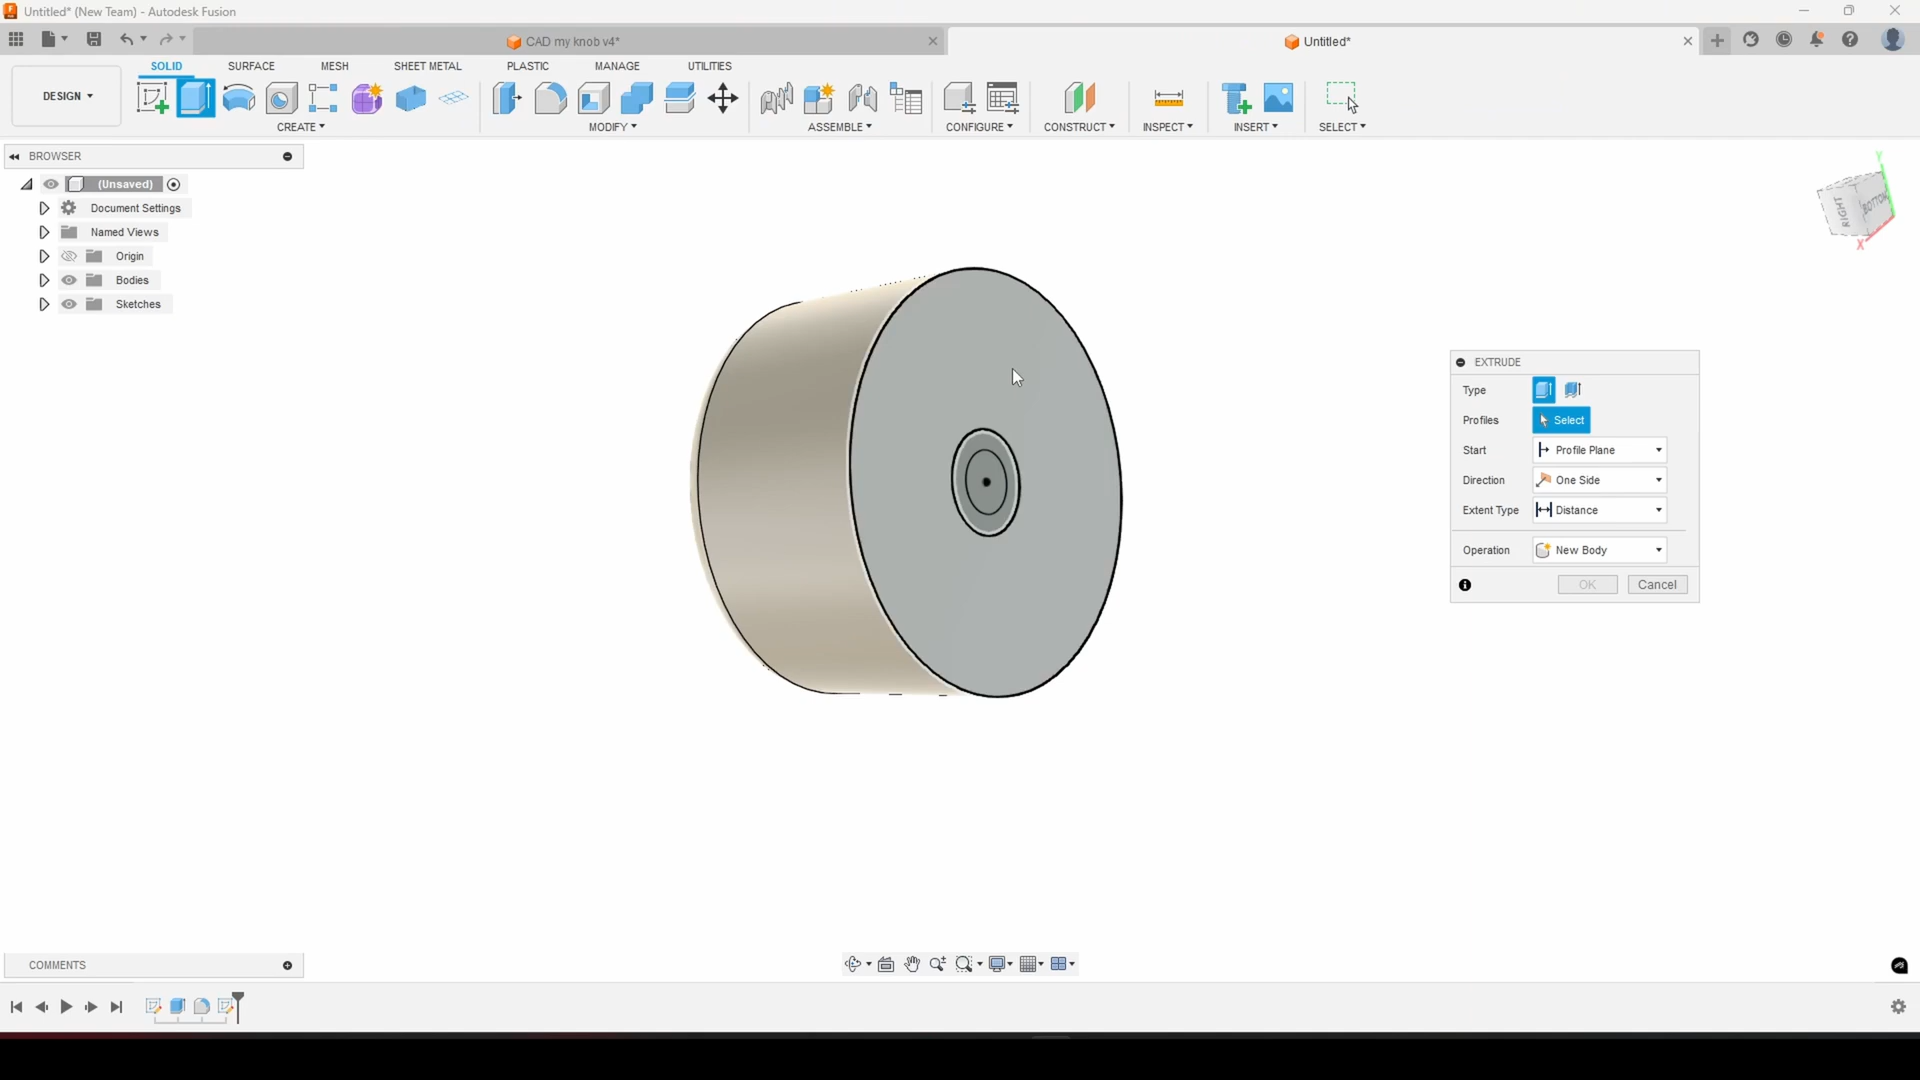 Untitled* (New Team) - Autodesk Fusion
CAD my knob v4*
Untitled*
DESIGN
SOLID
SURFACE
MESH
SHEET METAL
PLASTIC
MANAGE
UTILITIES
CREATE
MODIFY
ASSEMBLE
CONFIGURE
CONSTRUCT
INSPECT
INSERT
SELECT
BROWSER
(Unsaved)
Document Settings
Named Views
Origin
Bodies
Sketches
Y
RIGHT
BOTTOM
X
EXTRUDE
Type
Profiles Select
Start Profile Plane
Direction One Side
Extent Type Distance
Operation New Body
OK Cancel
COMMENTS